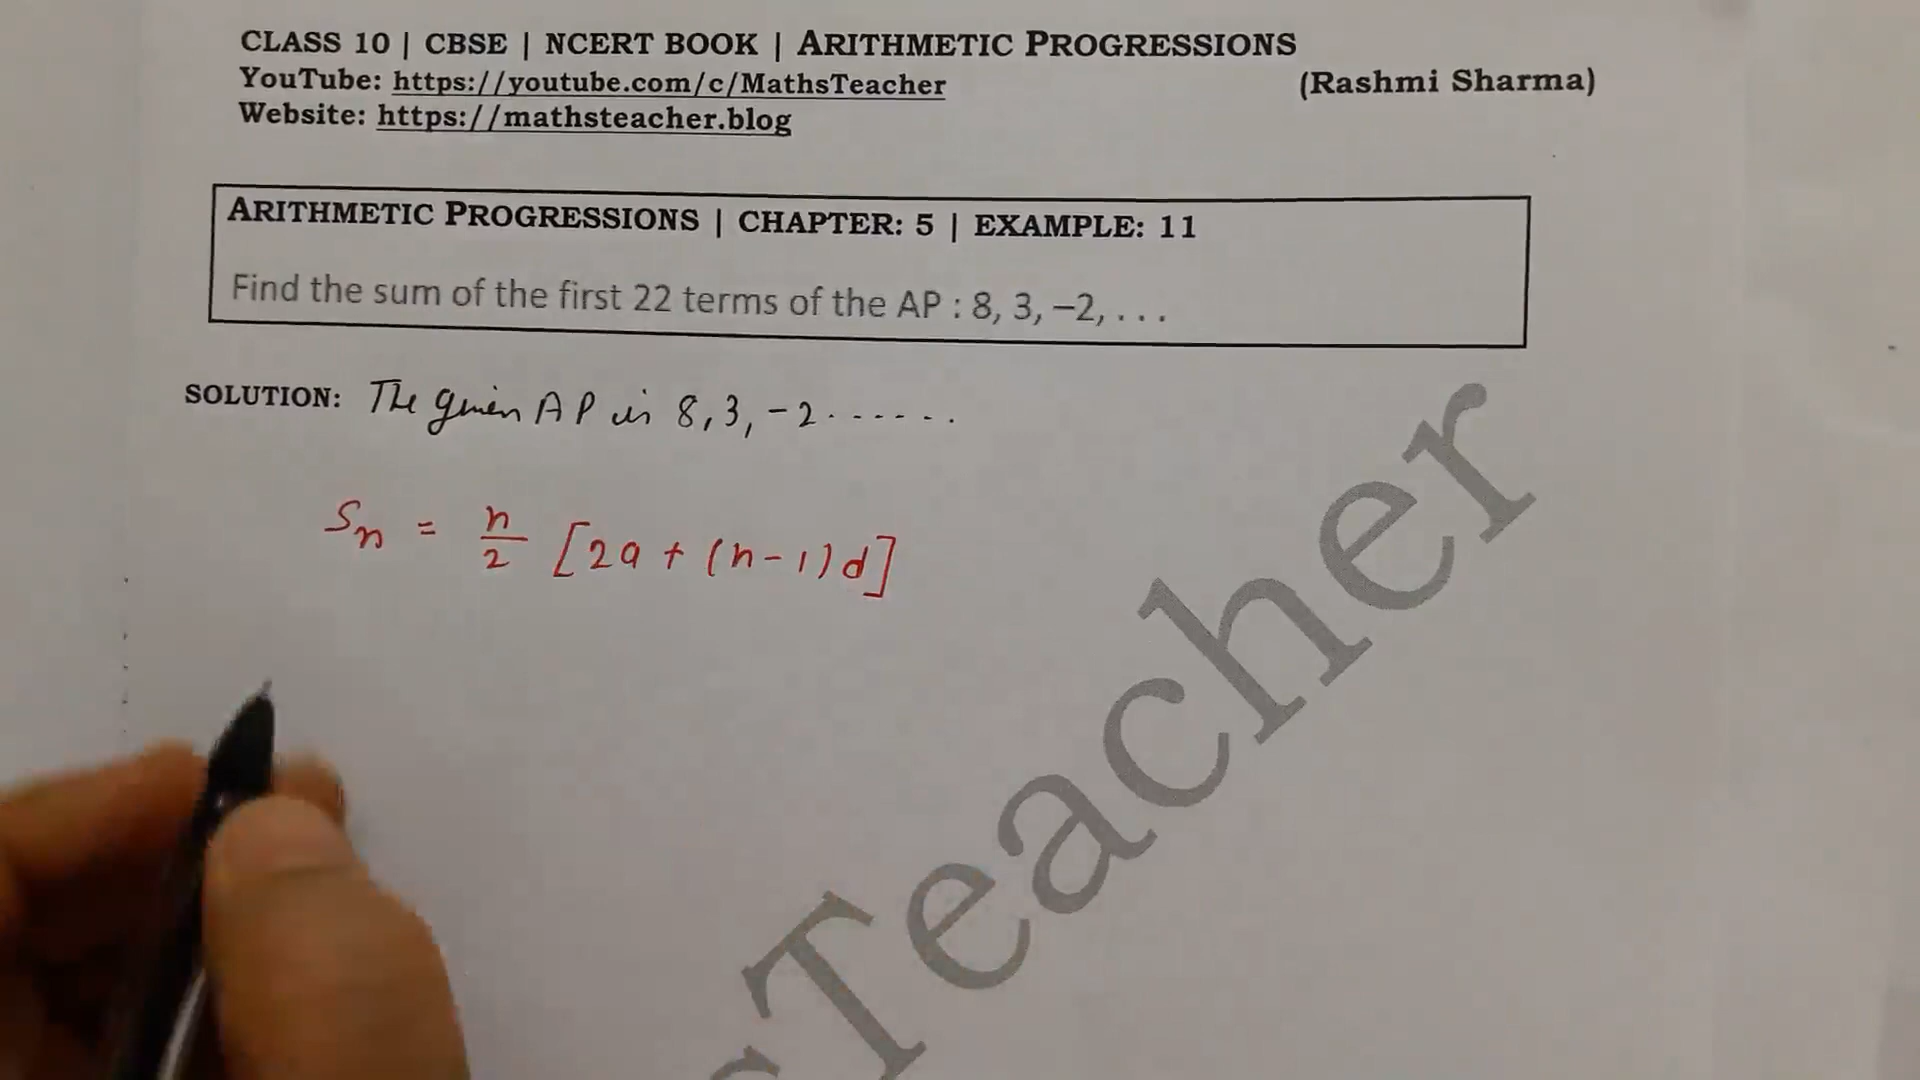 CLASS 10 | CBSE | NCERT BOOK | ARITHMETIC PROGRESSIONS
YouTube: https://youtube.com/c/MathsTeacher (Rashmi Sharma)
Website: https://mathsteacher.blog
ARITHMETIC PROGRESSIONS | CHAPTER: 5 | EXAMPLE: 11
Find the sum of the first 22 terms of the AP : 8, 3, –2, . . .
SOLUTION: The given AP is 8, 3, -2 . - - - - . .
Sn = n/2 [2a + (n-1)d]
sTeacher